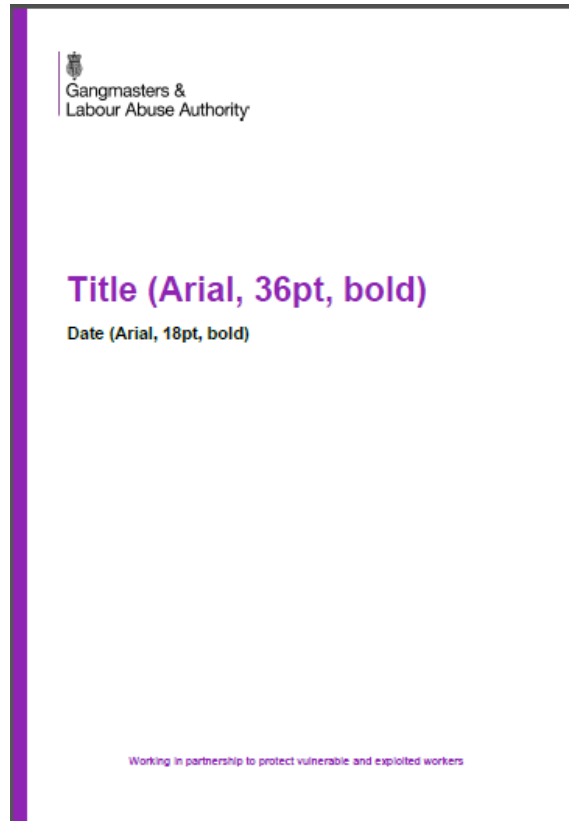 Gangmasters &
Labour Abuse Authority
Title (Arial, 36pt, bold)
Date (Arial, 18pt, bold)
Working in partnership to protect vulnerable and exploited workers